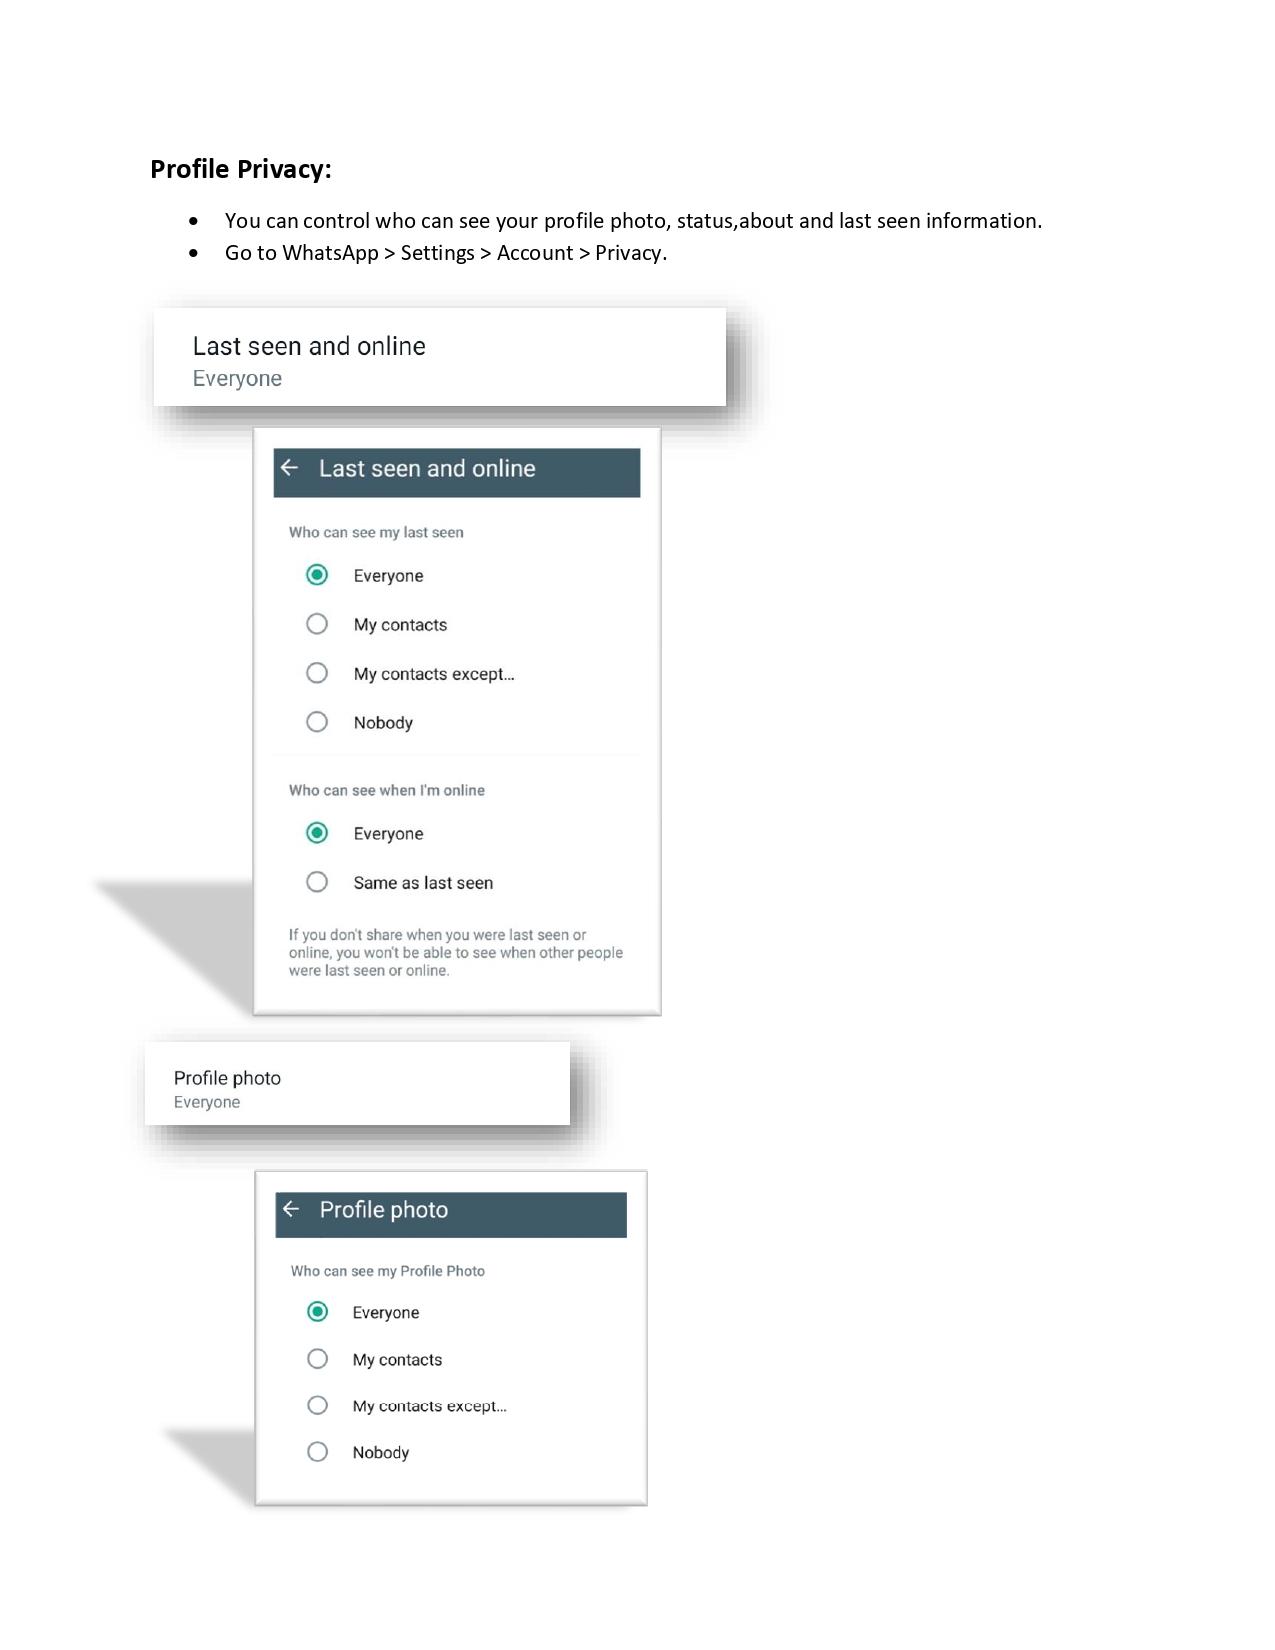 Profile Privacy:
• You can control who can see your profile photo, status,about and last seen information.
• Go to WhatsApp > Settings > Account > Privacy.
Last seen and online
Everyone
← Last seen and online
Who can see my last seen
Everyone
My contacts
My contacts except...
Nobody
Who can see when I'm online
Everyone
Same as last seen
If you don't share when you were last seen or
online, you won't be able to see when other people
were last seen or online.
Profile photo
Everyone
← Profile photo
Who can see my Profile Photo
Everyone
My contacts
My contacts except...
Nobody